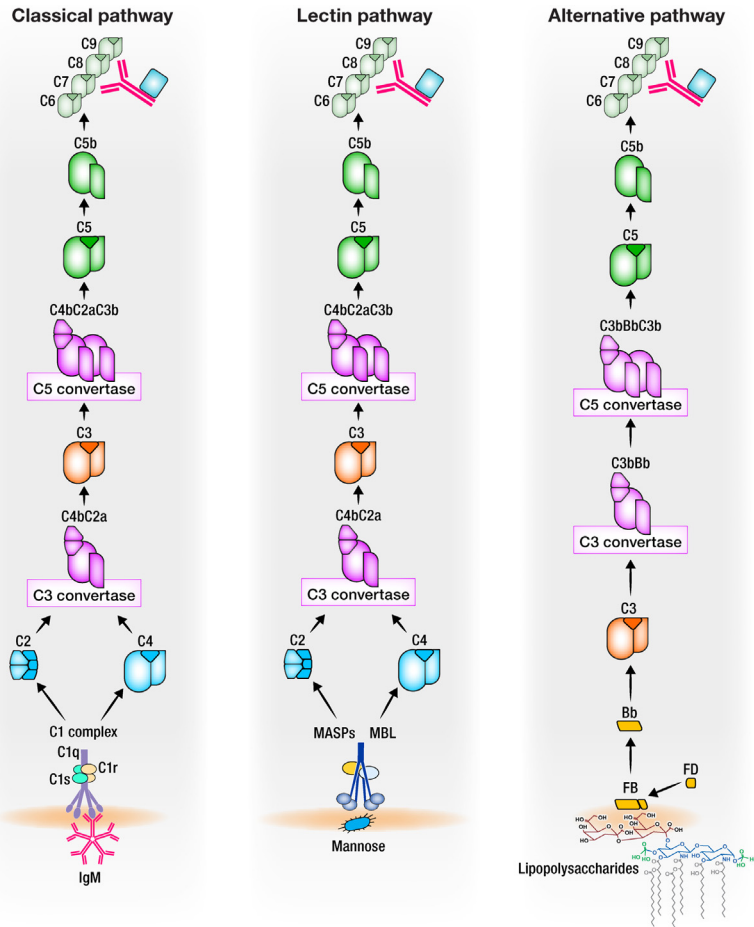 Classical pathway
C9
C8
C7
C6
C5b
C5
C4bC2aC3b
C5 convertase
C3
C4bC2a
C3 convertase
C2
C4
C1 complex
C1q
C1s
C1r
IgM
Lectin pathway
C9
C8
C7
C6
C5b
C5
C4bC2aC3b
C5 convertase
C3
C4bC2a
C3 convertase
C2
C4
MASPs MBL
Mannose
Alternative pathway
C9
C8
C7
C6
C5b
C5
C3bBbC3b
C5 convertase
C3bBb
C3 convertase
C3
Bb
FD
FB
Lipopolysaccharides